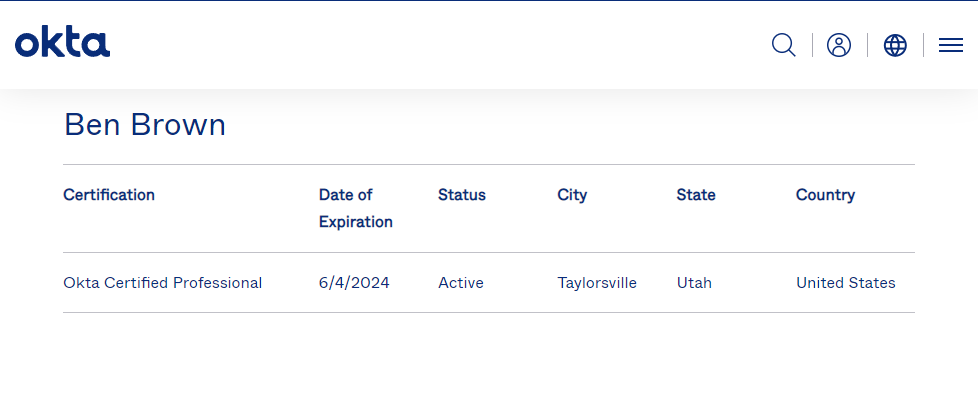 okta
Ben Brown
Certification Date of Expiration Status City State Country
Okta Certified Professional 6/4/2024 Active Taylorsville Utah United States